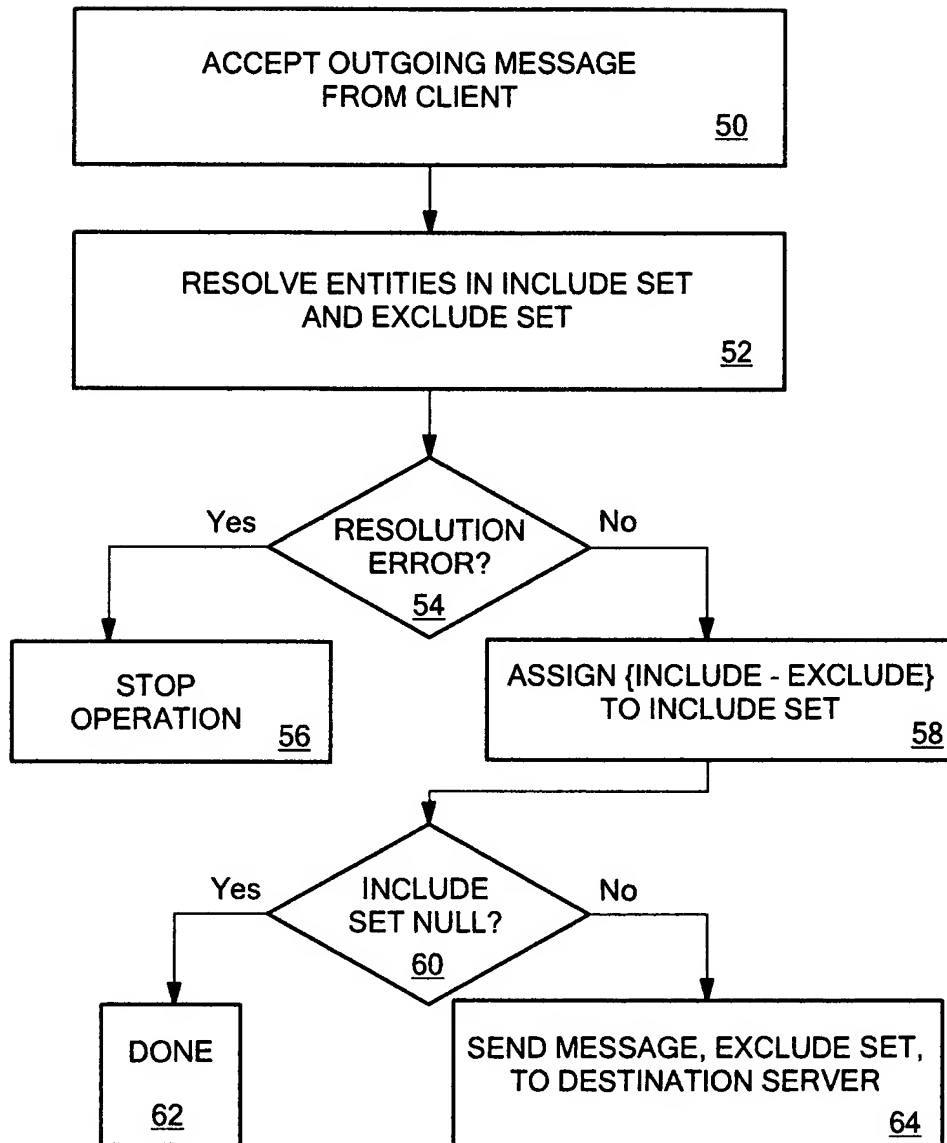 ACCEPT OUTGOING MESSAGE
FROM CLIENT
50
RESOLVE ENTITIES IN INCLUDE SET
AND EXCLUDE SET
52
Yes
RESOLUTION
ERROR?
54
No
STOP
OPERATION
56
ASSIGN {INCLUDE - EXCLUDE}
TO INCLUDE SET
58
Yes
INCLUDE
SET NULL?
60
No
DONE
62
SEND MESSAGE, EXCLUDE SET,
TO DESTINATION SERVER
64